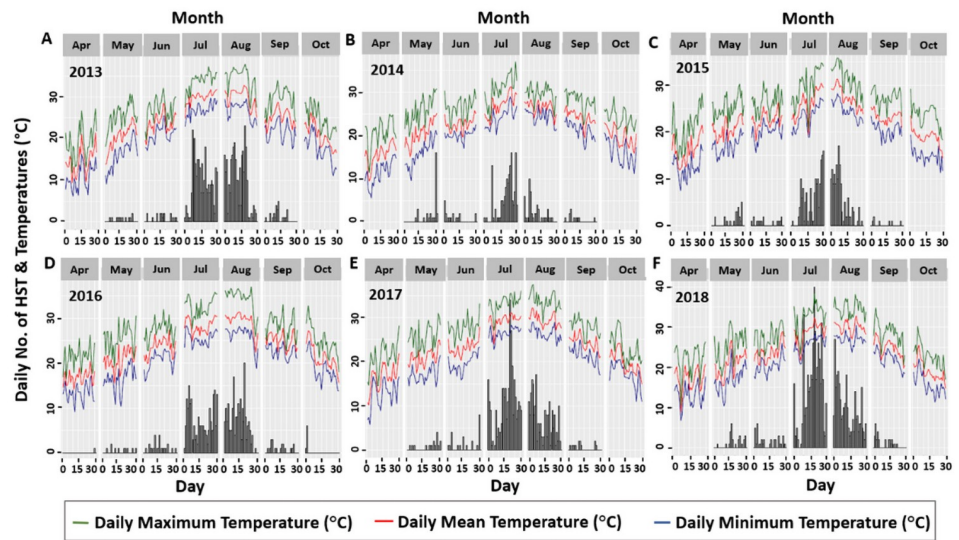 Month
Month
A
B
C
Apr May Jun Jul Aug Sep Oct
Apr May Jun Jul Aug Sep Oct
Apr May Jun Jul Aug Sep Oct
2013
2014
2015
30
20
10
0
30
20
10
0
30
20
10
0
0 15 30 0 15 30 0 15 30 0 15 30 0 15 30 0 15 30 0 15 30
0 15 30 0 15 30 0 15 30 0 15 30 0 15 30 0 15 30 0 15 30
0 15 30 0 15 30 0 15 30 0 15 30 0 15 30 0 15 30 0 15 30
Daily No. of HST & Temperatures (°C)
D
E
F
Apr May Jun Jul Aug Sep Oct
Apr May Jun Jul Aug Sep Oct
Apr May Jun Jul Aug Sep Oct
2016
2017
2018
30
20
10
0
30
20
10
0
40
30
20
10
0
0 15 30 0 15 30 0 15 30 0 15 30 0 15 30 0 15 30 0 15 30
0 15 30 0 15 30 0 15 30 0 15 30 0 15 30 0 15 30 0 15 30
0 15 30 0 15 30 0 15 30 0 15 30 0 15 30 0 15 30 0 15 30
Day
Day
Daily Maximum Temperature (°C) Daily Mean Temperature (°C) Daily Minimum Temperature (°C)